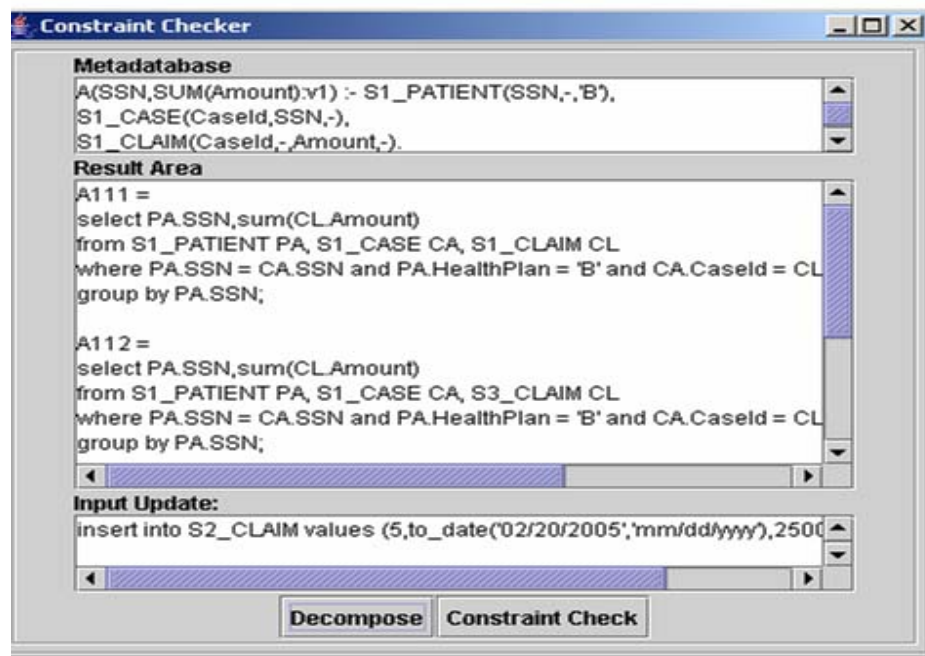 Constraint Checker
Metadatabase
A(SSN,SUM(Amount):v1) :- S1_PATIENT(SSN,-,'B'),
S1_CASE(CaseId,SSN,-),
S1_CLAIM(CaseId,-,Amount,-).
Result Area
A111 =
select PA.SSN,sum(CL.Amount)
from S1_PATIENT PA, S1_CASE CA, S1_CLAIM CL
where PA.SSN = CA.SSN and PA.HealthPlan = 'B' and CA.CaseId = CL
group by PA.SSN;
A112 =
select PA.SSN,sum(CL.Amount)
from S1_PATIENT PA, S1_CASE CA, S3_CLAIM CL
where PA.SSN = CA.SSN and PA.HealthPlan = 'B' and CA.CaseId = CL
group by PA.SSN;
Input Update:
insert into S2_CLAIM values (5,to_date('02/20/2005','mm/dd/yyyy'),2500
Decompose Constraint Check